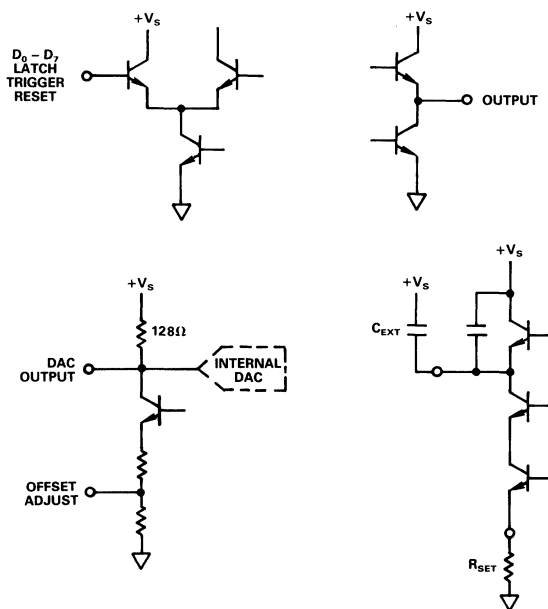 +Vs
D₀ – D₇
LATCH
TRIGGER
RESET
OUTPUT
+Vs
128Ω
DAC
OUTPUT
INTERNAL
DAC
OFFSET
ADJUST
+Vs
+Vs
CEXT
RSET